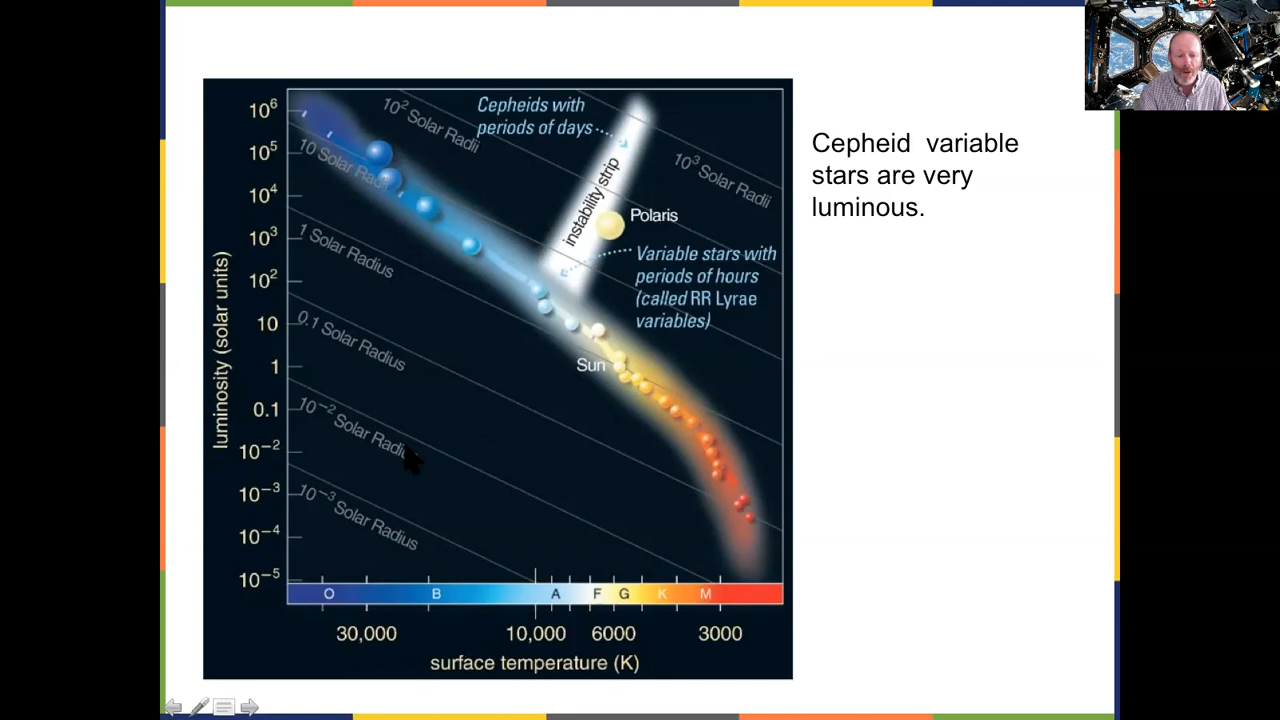 Cepheid variable
stars are very
luminous.
Cepheids with
periods of days
10² Solar Radii
10³ Solar Radii
10 Solar Radii
instability strip
Polaris
1 Solar Radius
Variable stars with
periods of hours
(called RR Lyrae
variables)
0.1 Solar Radius
Sun
10⁻² Solar Radius
10⁻³ Solar Radius
luminosity (solar units)
10⁶
10⁵
10⁴
10³
10²
10
1
0.1
10⁻²
10⁻³
10⁻⁴
10⁻⁵
O B A F G K M
30,000 10,000 6000 3000
surface temperature (K)